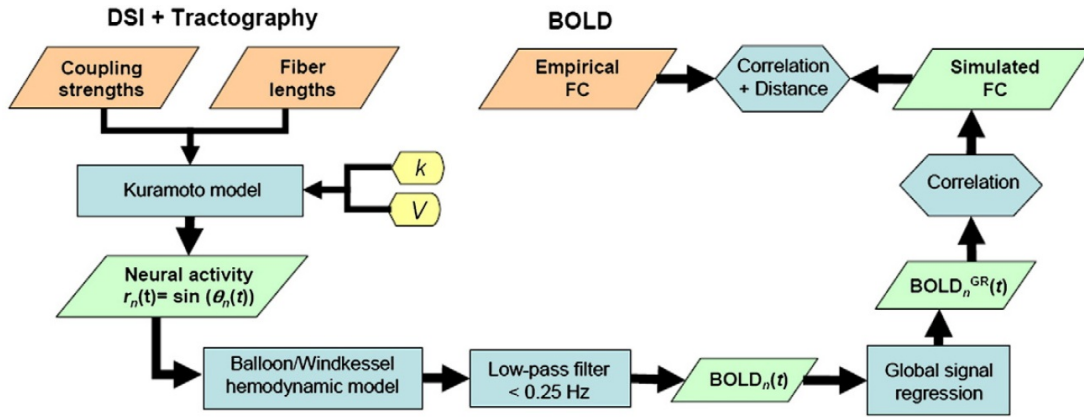 DSI + Tractography
BOLD
Coupling
strengths
Fiber
lengths
Empirical
FC
Correlation
+ Distance
Simulated
FC
Kuramoto model
k
V
Correlation
Neural activity
rₙ(t)= sin (θₙ(t))
BOLDₙᴳᴿ(t)
Balloon/Windkessel
hemodynamic model
Low-pass filter
< 0.25 Hz
BOLDₙ(t)
Global signal
regression